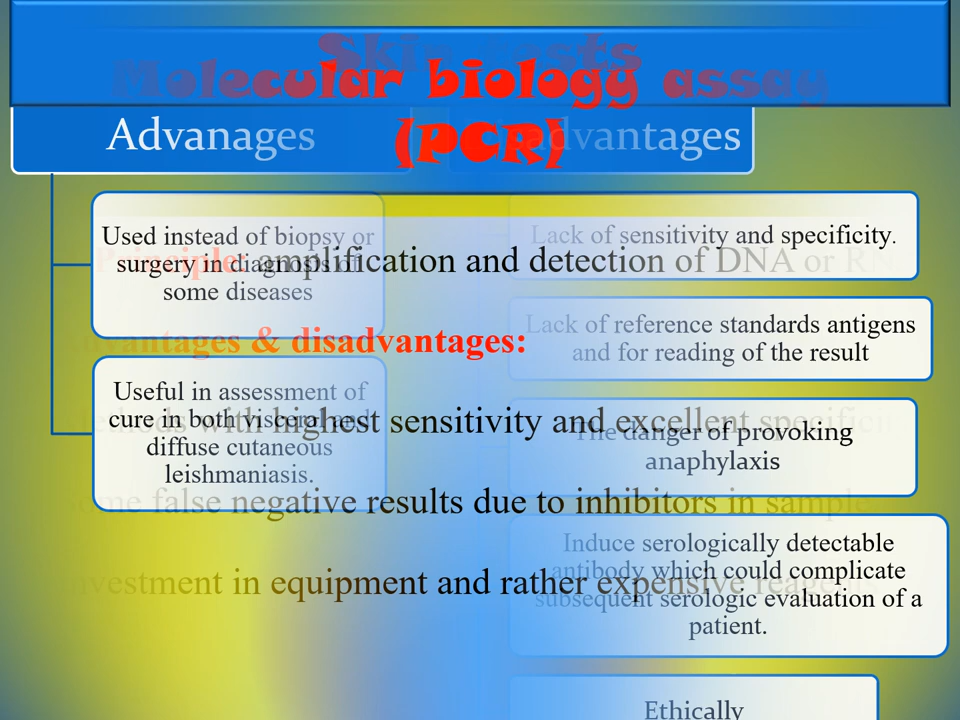 Skin tests
Molecular biology assay
(PCR)
Advanages
Disadvantages
Used instead of biopsy or
surgery in diagnosis of
some diseases
Useful in assessment of
cure in both visceral and
diffuse cutaneous
leishmaniasis.
Lack of sensitivity and specificity.
Lack of reference standards antigens
and for reading of the result
The danger of provoking
anaphylaxis
Induce serologically detectable
antibody which could complicate
subsequent serologic evaluation of a
patient.
Ethically
Principle: amplification and detection of DNA or
advantages & disadvantages:
with highest sensitivity and excellent
some false negative results due to inhibitors in sample
investment in equipment and rather expensive